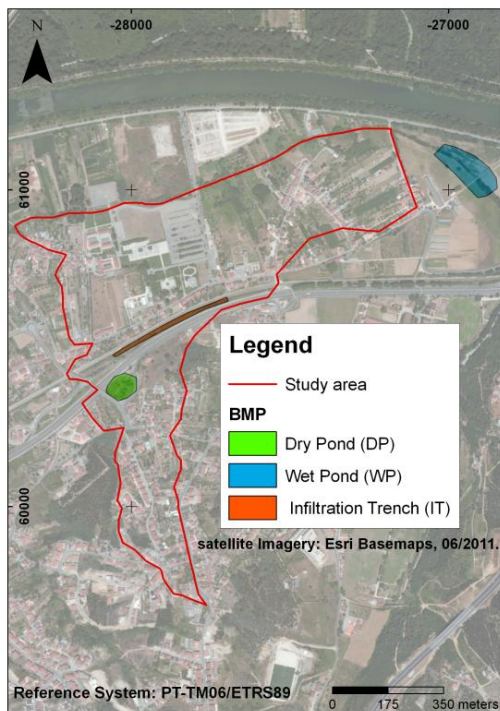 N
-28000 -27000
61000
60000
Legend
Study area
BMP
Dry Pond (DP)
Wet Pond (WP)
Infiltration Trench (IT)
satellite Imagery: Esri Basemaps, 06/2011.
Reference System: PT-TM06/ETRS89
0 175 350 meters